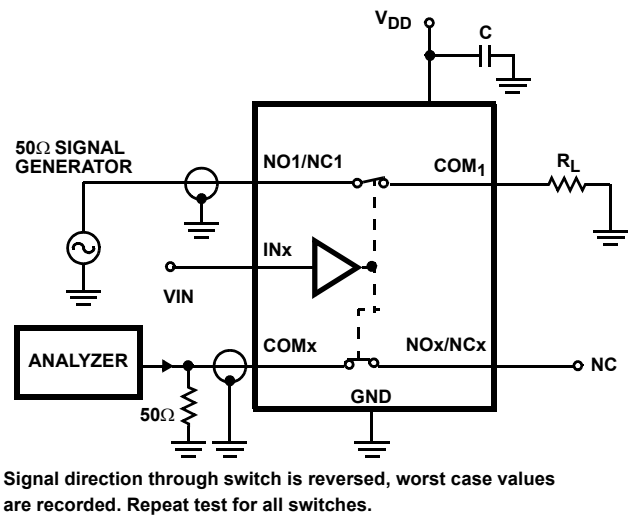 VDD
C
50Ω SIGNAL
GENERATOR
NO1/NC1
COM1
RL
INx
VIN
ANALYZER
COMx
NOx/NCx
NC
50Ω
GND
Signal direction through switch is reversed, worst case values
are recorded. Repeat test for all switches.